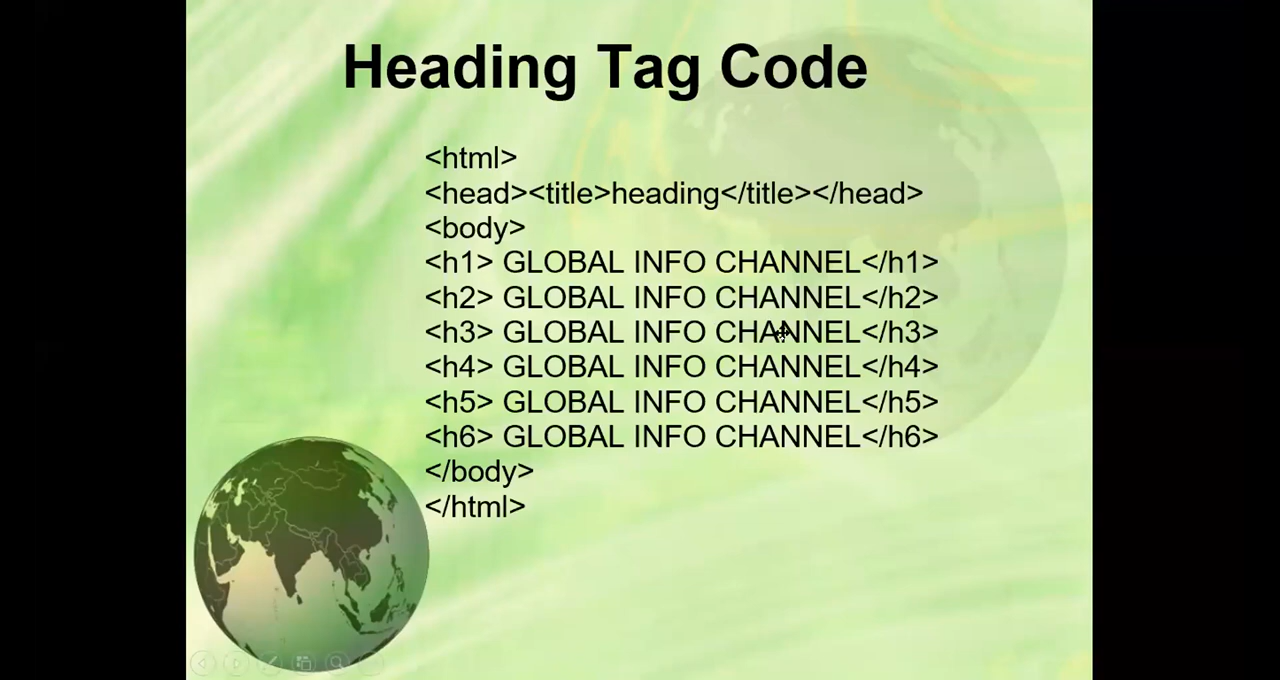 Heading Tag Code
<html>
<head><title>heading</title></head>
<body>
<h1> GLOBAL INFO CHANNEL</h1>
<h2> GLOBAL INFO CHANNEL</h2>
<h3> GLOBAL INFO CHANNEL</h3>
<h4> GLOBAL INFO CHANNEL</h4>
<h5> GLOBAL INFO CHANNEL</h5>
<h6> GLOBAL INFO CHANNEL</h6>
</body>
</html>